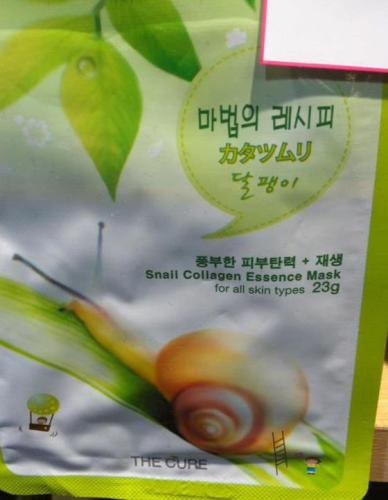 마법의 레시피
カタツムリ
달팽이
풍부한 피부탄력 + 재생
Snail Collagen Essence Mask
for all skin types 23g
THE CURE